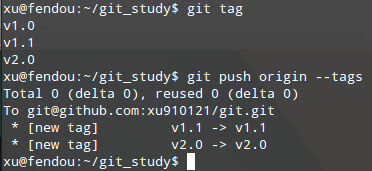 xu@fendou:~/git_study$ git tag
v1.0
v1.1
v2.0
xu@fendou:~/git_study$ git push origin --tags
Total 0 (delta 0), reused 0 (delta 0)
To git@github.com:xu910121/git.git
 * [new tag]         v1.1 -> v1.1
 * [new tag]         v2.0 -> v2.0
xu@fendou:~/git_study$